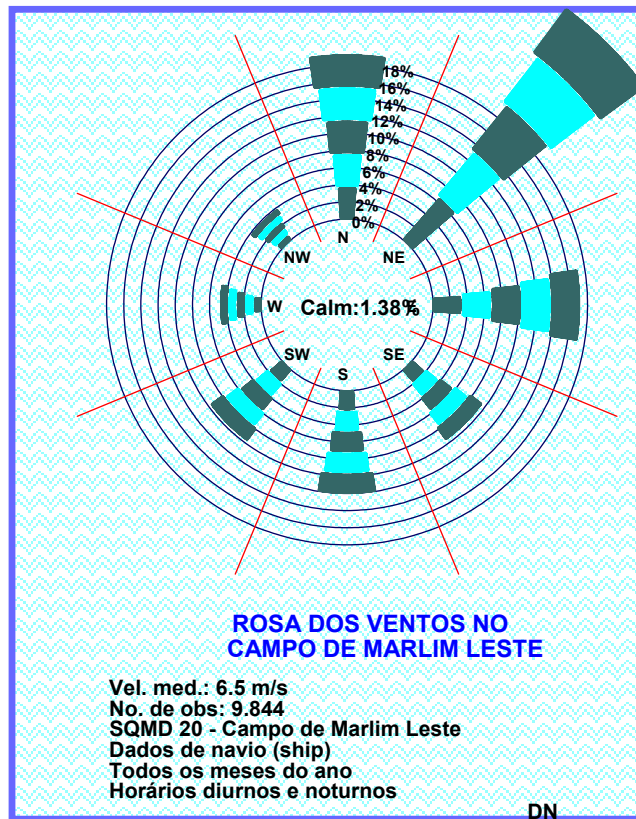 18%
16%
14%
12%
10%
8%
6%
4%
2%
0%
N
NW
NE
W
Calm:1.38%
E
SW
SE
S
ROSA DOS VENTOS NO
CAMPO DE MARLIM LESTE
Vel. med.: 6.5 m/s
No. de obs: 9.844
SQMD 20 - Campo de Marlim Leste
Dados de navio (ship)
Todos os meses do ano
Horários diurnos e noturnos
DN